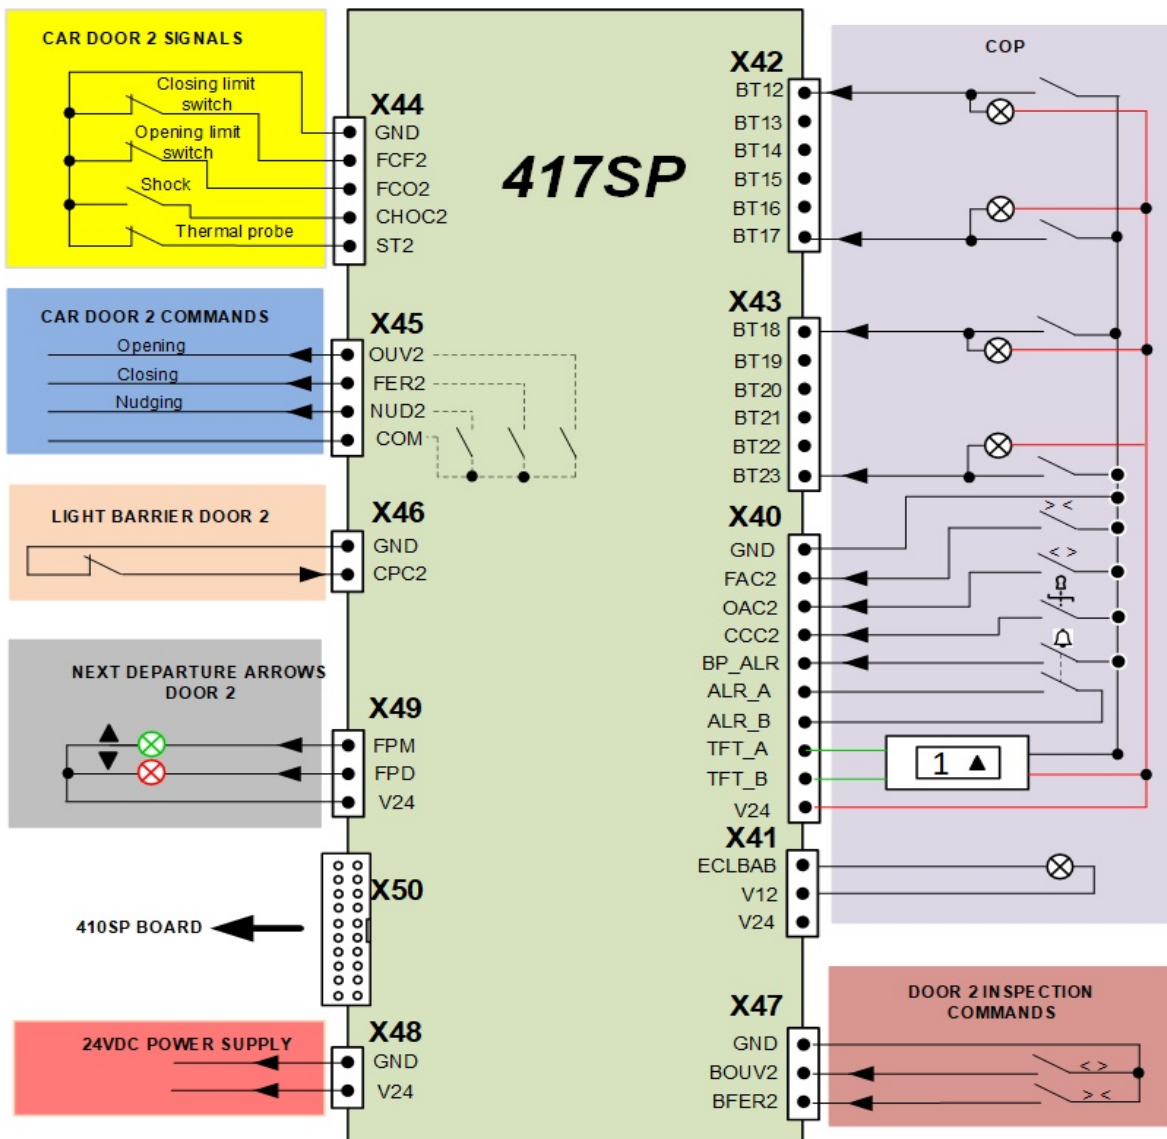 CAR DOOR 2 SIGNALS
Closing limit
switch
Opening limit
switch
Shock
Thermal probe
X44
GND
FCF2
FCO2
CHOC2
ST2
CAR DOOR 2 COMMANDS
Opening
Closing
Nudging
X45
OUV2
FER2
NUD2
COM
LIGHT BARRIER DOOR 2
X46
GND
CPC2
NEXT DEPARTURE ARROWS
DOOR 2
X49
FPM
FPD
V24
X50
410SP BOARD
24VDC POWER SUPPLY
X48
GND
V24
417SP
X42
BT12
BT13
BT14
BT15
BT16
BT17
X43
BT18
BT19
BT20
BT21
BT22
BT23
X40
GND
FAC2
OAC2
CCC2
BP_ALR
ALR_A
ALR_B
TFT_A
TFT_B
V24
X41
ECLBAB
V12
V24
COP
> <
< >
1 ▲
X47
GND
BOUV2
BFER2
DOOR 2 INSPECTION
COMMANDS
< >
> <